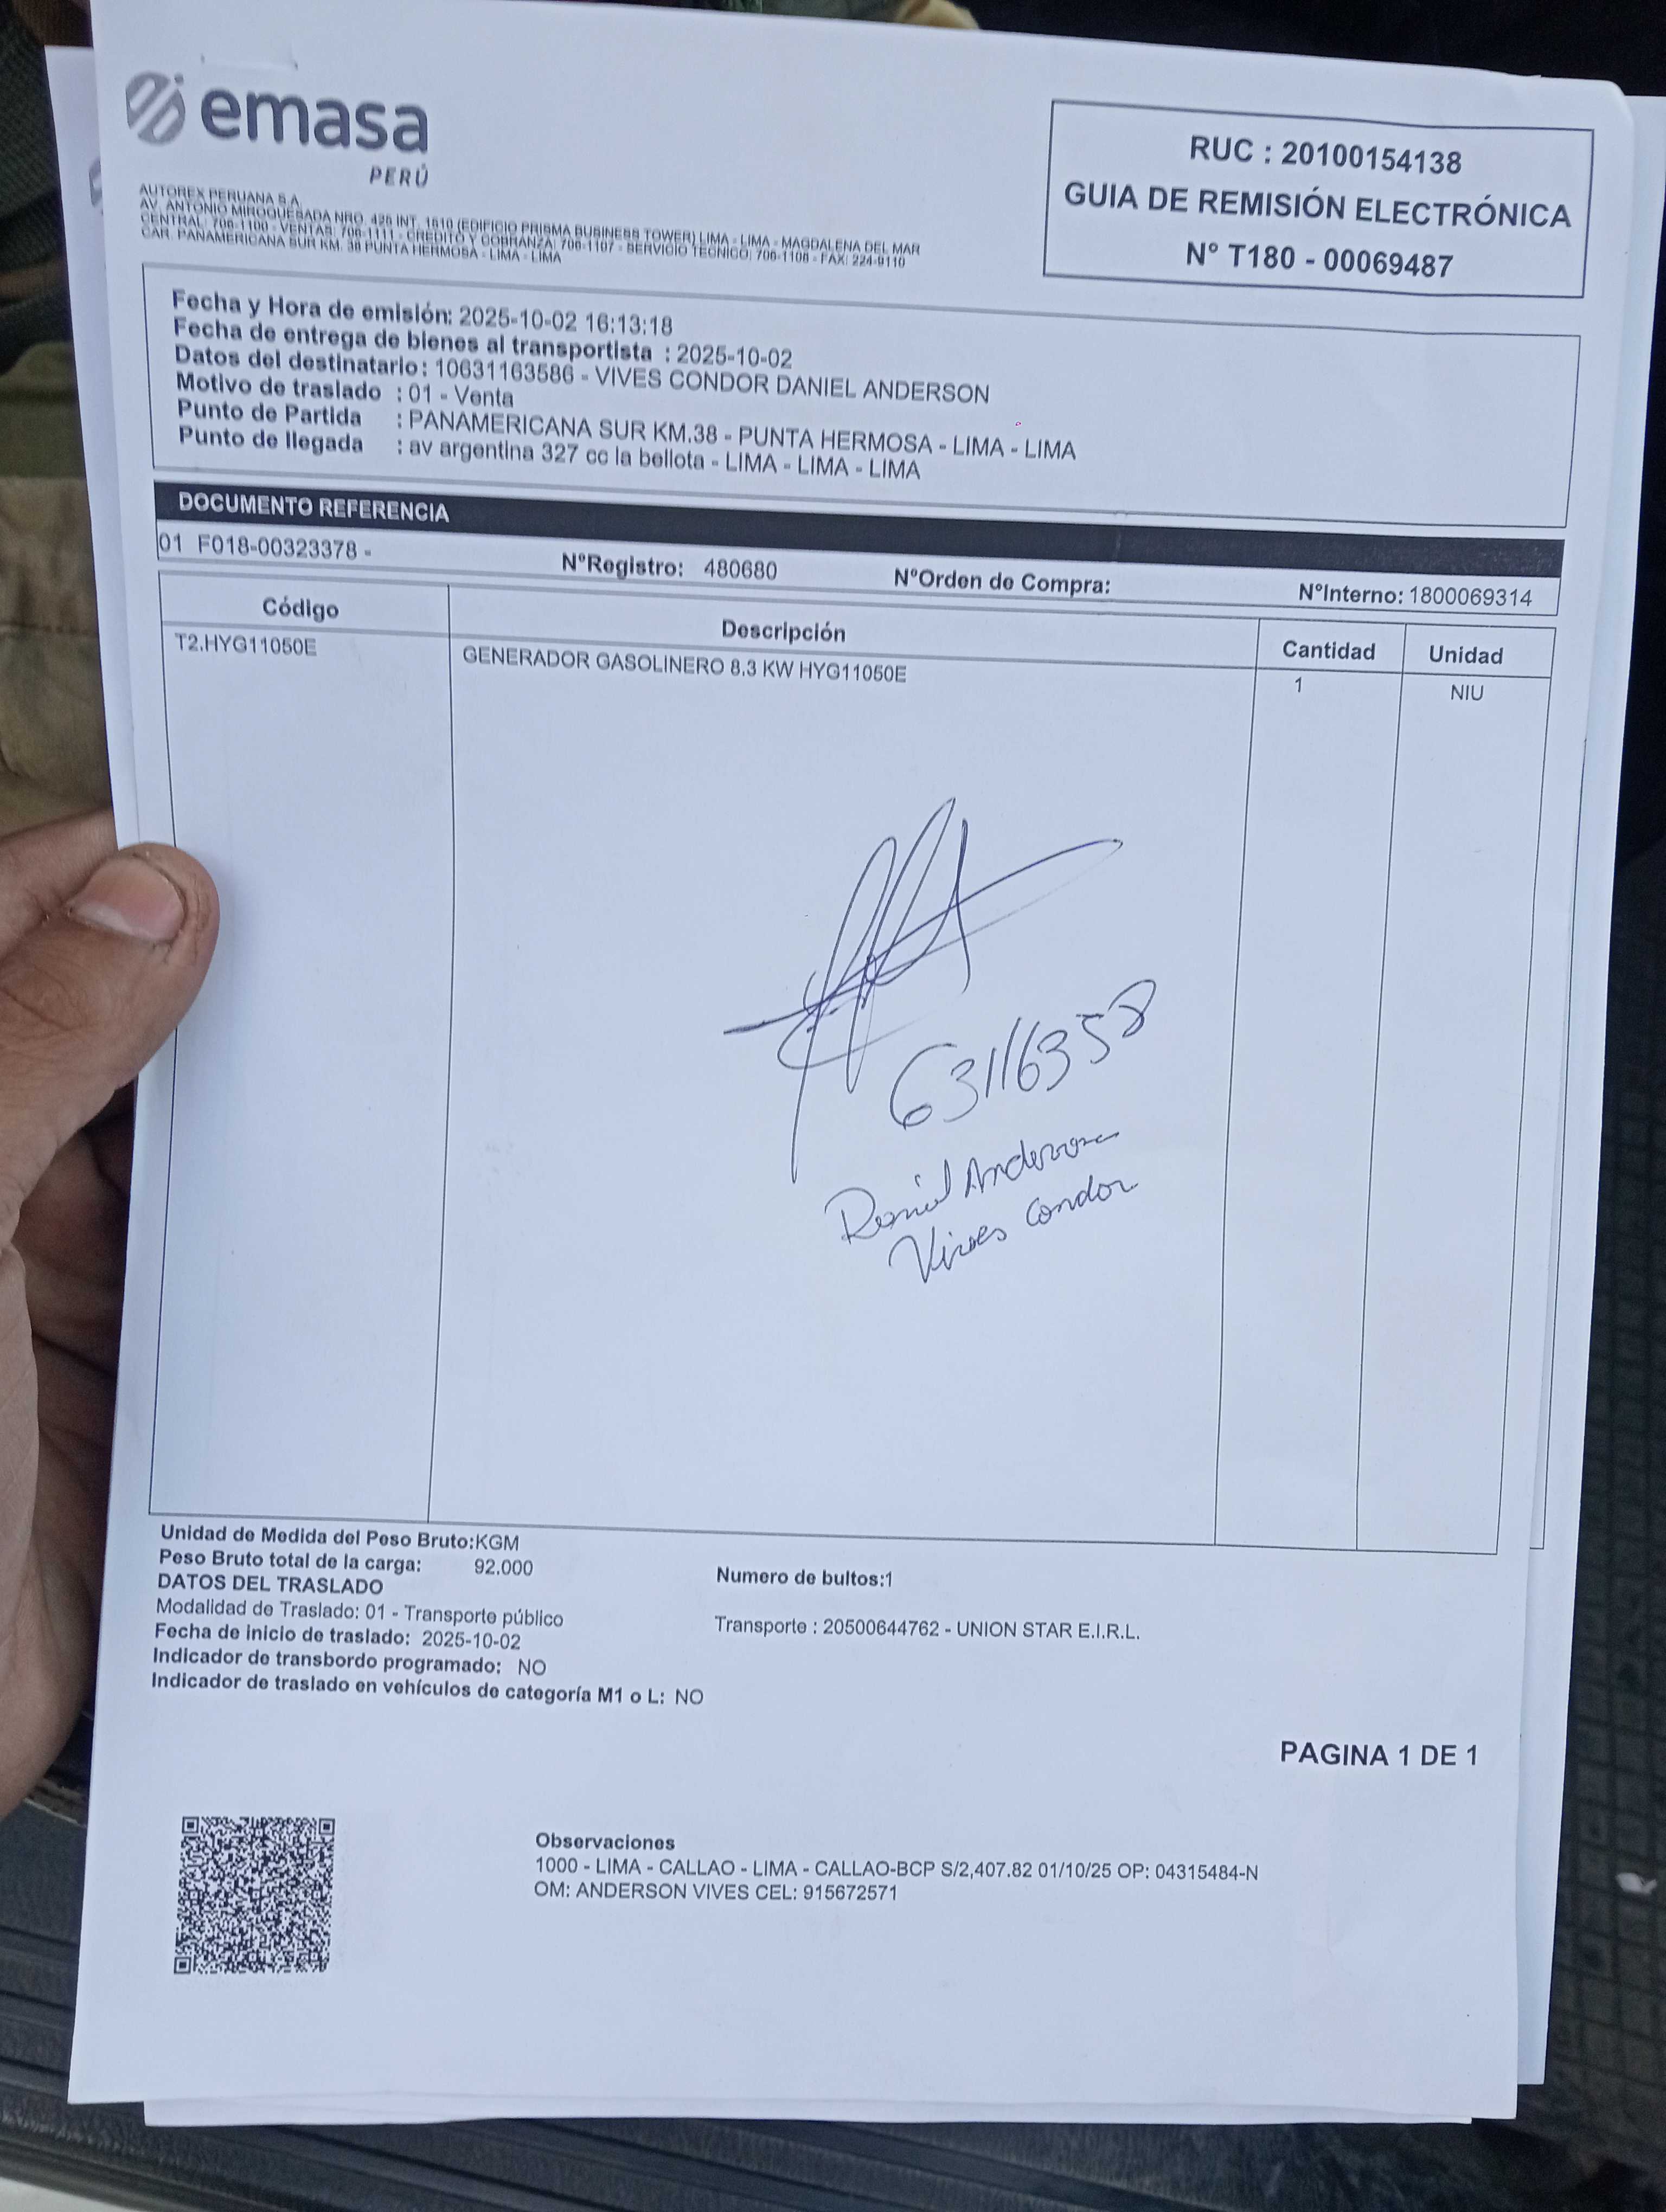 emasa
PERÚ
AUTOREX PERUANA S.A.
AV. ANTONIO MIROQUESADA NRO. 425 INT. 1810 (EDIFICIO PRISMA BUSINESS TOWER) LIMA - LIMA - MAGDALENA DEL MAR
CENTRAL: 706-1100 - VENTAS: 706-1111 - CREDITO Y COBRANZA: 706-1107 - SERVICIO TECNICO: 706-1108 - FAX: 224-9110
CAR. PANAMERICANA SUR KM. 38 PUNTA HERMOSA - LIMA - LIMA
RUC : 20100154138
GUIA DE REMISIÓN ELECTRÓNICA
N° T180 - 00069487
Fecha y Hora de emisión: 2025-10-02 16:13:18
Fecha de entrega de bienes al transportista : 2025-10-02
Datos del destinatario: 10631163586 - VIVES CONDOR DANIEL ANDERSON
Motivo de traslado : 01 - Venta
Punto de Partida : PANAMERICANA SUR KM.38 - PUNTA HERMOSA - LIMA - LIMA
Punto de llegada : av argentina 327 cc la bellota - LIMA - LIMA - LIMA
DOCUMENTO REFERENCIA
01 F018-00323378 - N°Registro: 480680 N°Orden de Compra: N°Interno: 1800069314
Código Descripción Cantidad Unidad
T2.HYG11050E GENERADOR GASOLINERO 8.3 KW HYG11050E 1 NIU
63116358
Daniel Anderson
Vives Condor
Unidad de Medida del Peso Bruto:KGM
Peso Bruto total de la carga: 92.000 Numero de bultos:1
DATOS DEL TRASLADO
Modalidad de Traslado: 01 - Transporte público Transporte : 20500644762 - UNION STAR E.I.R.L.
Fecha de inicio de traslado: 2025-10-02
Indicador de transbordo programado: NO
Indicador de traslado en vehículos de categoría M1 o L: NO
PAGINA 1 DE 1
Observaciones
1000 - LIMA - CALLAO - LIMA - CALLAO-BCP S/2,407.82 01/10/25 OP: 04315484-N
OM: ANDERSON VIVES CEL: 915672571